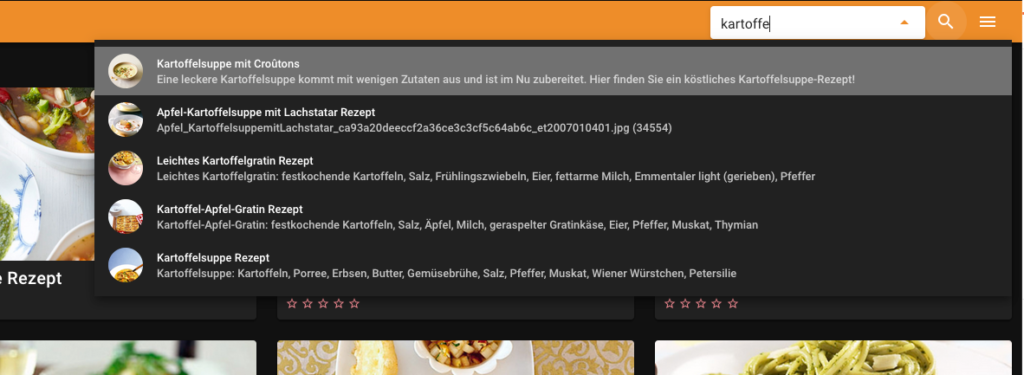 kartoffe
Kartoffelsuppe mit Croûtons
Eine leckere Kartoffelsuppe kommt mit wenigen Zutaten aus und ist im Nu zubereitet. Hier finden Sie ein köstliches Kartoffelsuppe-Rezept!
Apfel-Kartoffelsuppe mit Lachstatar Rezept
Apfel_KartoffelsuppemitLachstatar_ca93a20deeccf2a36ce3c3cf5c64ab6c_et2007010401.jpg (34554)
Leichtes Kartoffelgratin Rezept
Leichtes Kartoffelgratin: festkochende Kartoffeln, Salz, Frühlingszwiebeln, Eier, fettarme Milch, Emmentaler light (gerieben), Pfeffer
Kartoffel-Apfel-Gratin Rezept
Kartoffel-Apfel-Gratin: festkochende Kartoffeln, Salz, Äpfel, Milch, geraspelter Gratinkäse, Eier, Pfeffer, Muskat, Thymian
Kartoffelsuppe Rezept
Kartoffelsuppe: Kartoffeln, Porree, Erbsen, Butter, Gemüsebrühe, Salz, Pfeffer, Muskat, Wiener Würstchen, Petersilie
e Rezept